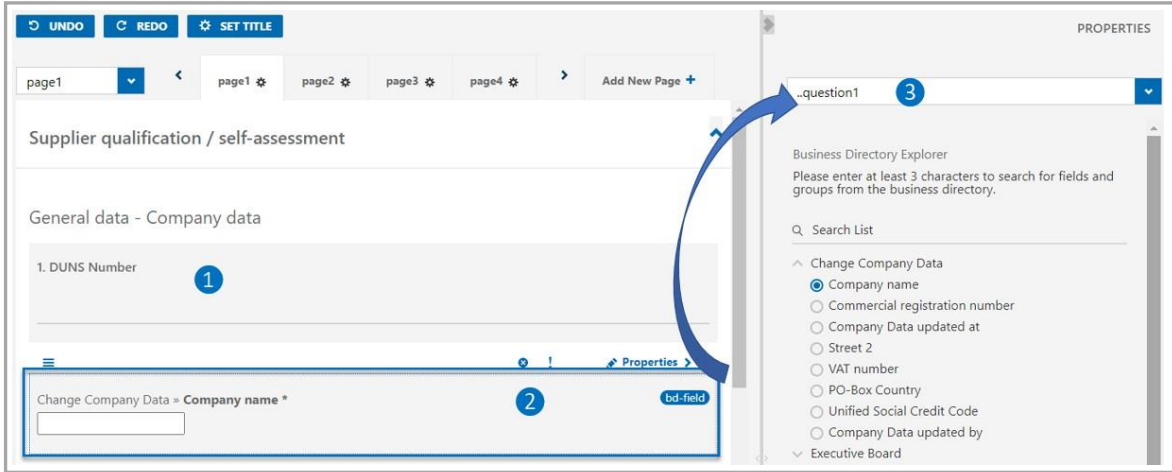 UNDO REDO SET TITLE
PROPERTIES
page1 page1 page2 page3 page4 Add New Page +
..question1 3
Supplier qualification / self-assessment
General data - Company data
1. DUNS Number
1
! Properties
Change Company Data » Company name *
2
bd-field
Business Directory Explorer
Please enter at least 3 characters to search for fields and
groups from the business directory.
Search List
Change Company Data
Company name
Commercial registration number
Company Data updated at
Street 2
VAT number
PO-Box Country
Unified Social Credit Code
Company Data updated by
Executive Board